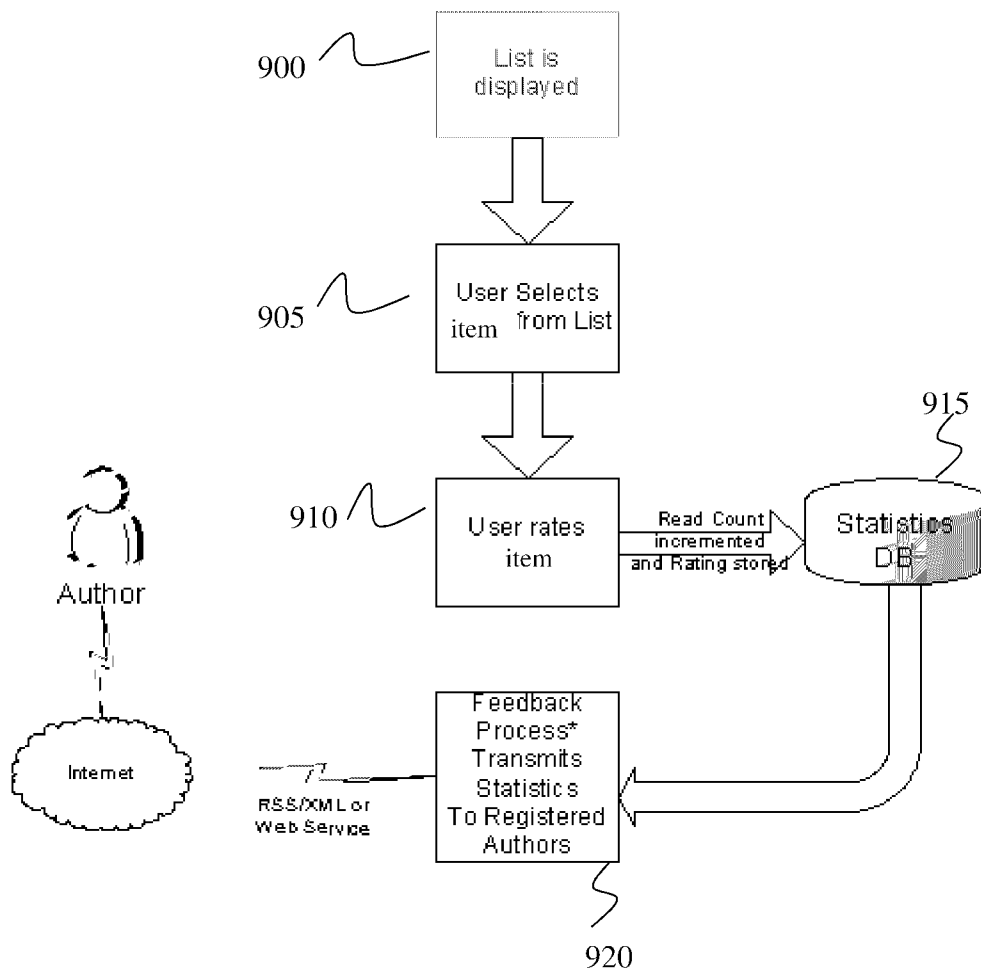 900
List is
displayed
905
User Selects
item from List
915
910
User rates
item
Read Count
incremented
and Rating stored
Statistics
DB
Author
Feedback
Process*
Transmits
Statistics
To Registered
Authors
Internet
RSS/XML or
Web Service
920